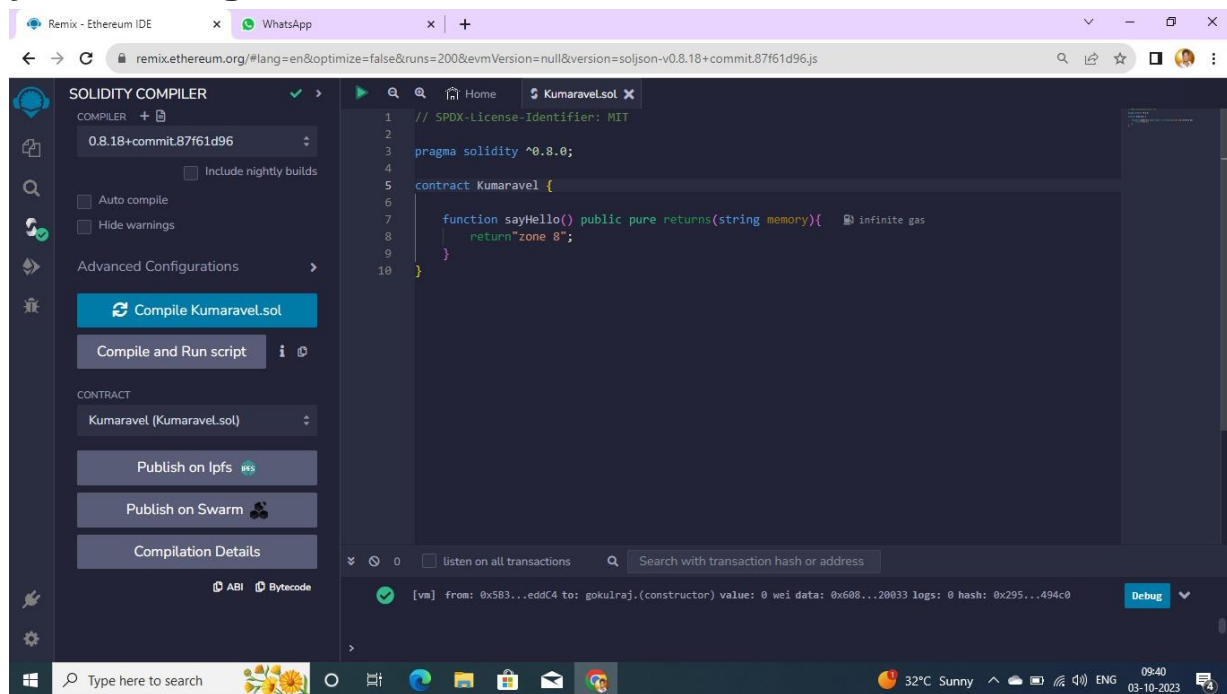 Remix - Ethereum IDE
WhatsApp
remix.ethereum.org/#lang=en&optimize=false&runs=200&evmVersion=null&version=soljson-v0.8.18+commit.87f61d96.js
SOLIDITY COMPILER
COMPILER
0.8.18+commit.87f61d96
Include nightly builds
Auto compile
Hide warnings
Advanced Configurations
Compile Kumaravel.sol
Compile and Run script
i
CONTRACT
Kumaravel (Kumaravel.sol)
Publish on Ipfs
IPFS
Publish on Swarm
Compilation Details
ABI Bytecode
Home Kumaravel.sol
1 // SPDX-License-Identifier: MIT
2
3 pragma solidity ^0.8.0;
4
5 contract Kumaravel {
6
7 function sayHello() public pure returns(string memory){ infinite gas
8 return"zone 8";
9 }
10 }
0 listen on all transactions Search with transaction hash or address
[vm] from: 0x5B3...eddC4 to: gokulraj.(constructor) value: 0 wei data: 0x608...20033 logs: 0 hash: 0x295...494c0 Debug
>
Type here to search
32°C Sunny
ENG
09:40
03-10-2023
4